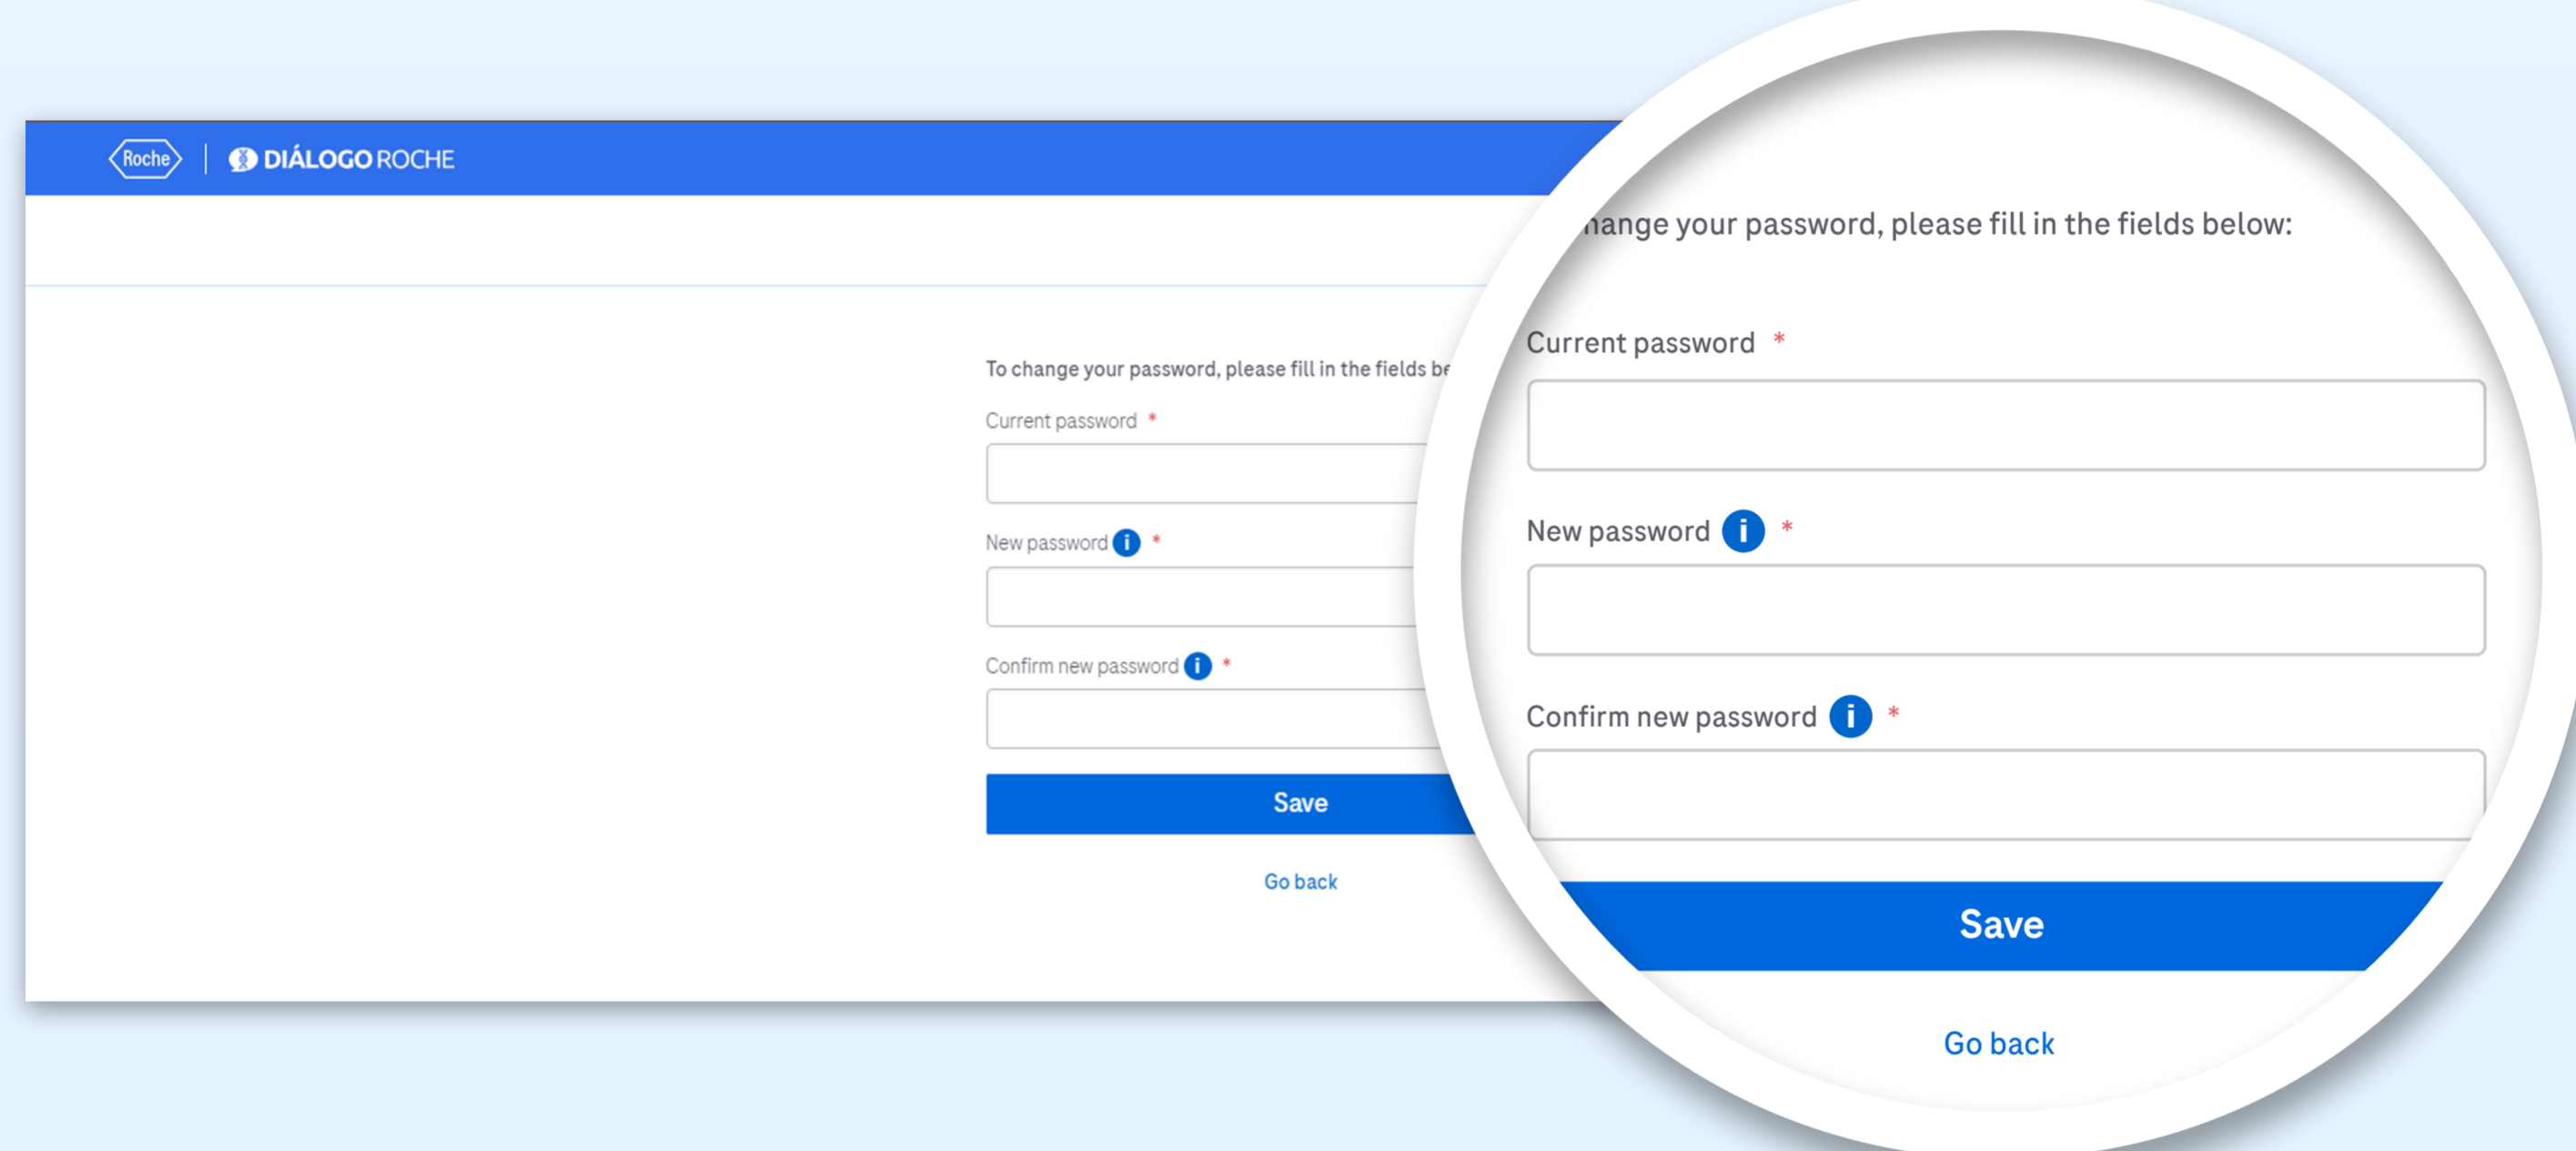 Roche
DIÁLOGO ROCHE
To change your password, please fill in the fields be
Current password *
New password i *
Confirm new password i *
Save
Go back
hange your password, please fill in the fields below:
Current password *
New password i *
Confirm new password i *
Save
Go back